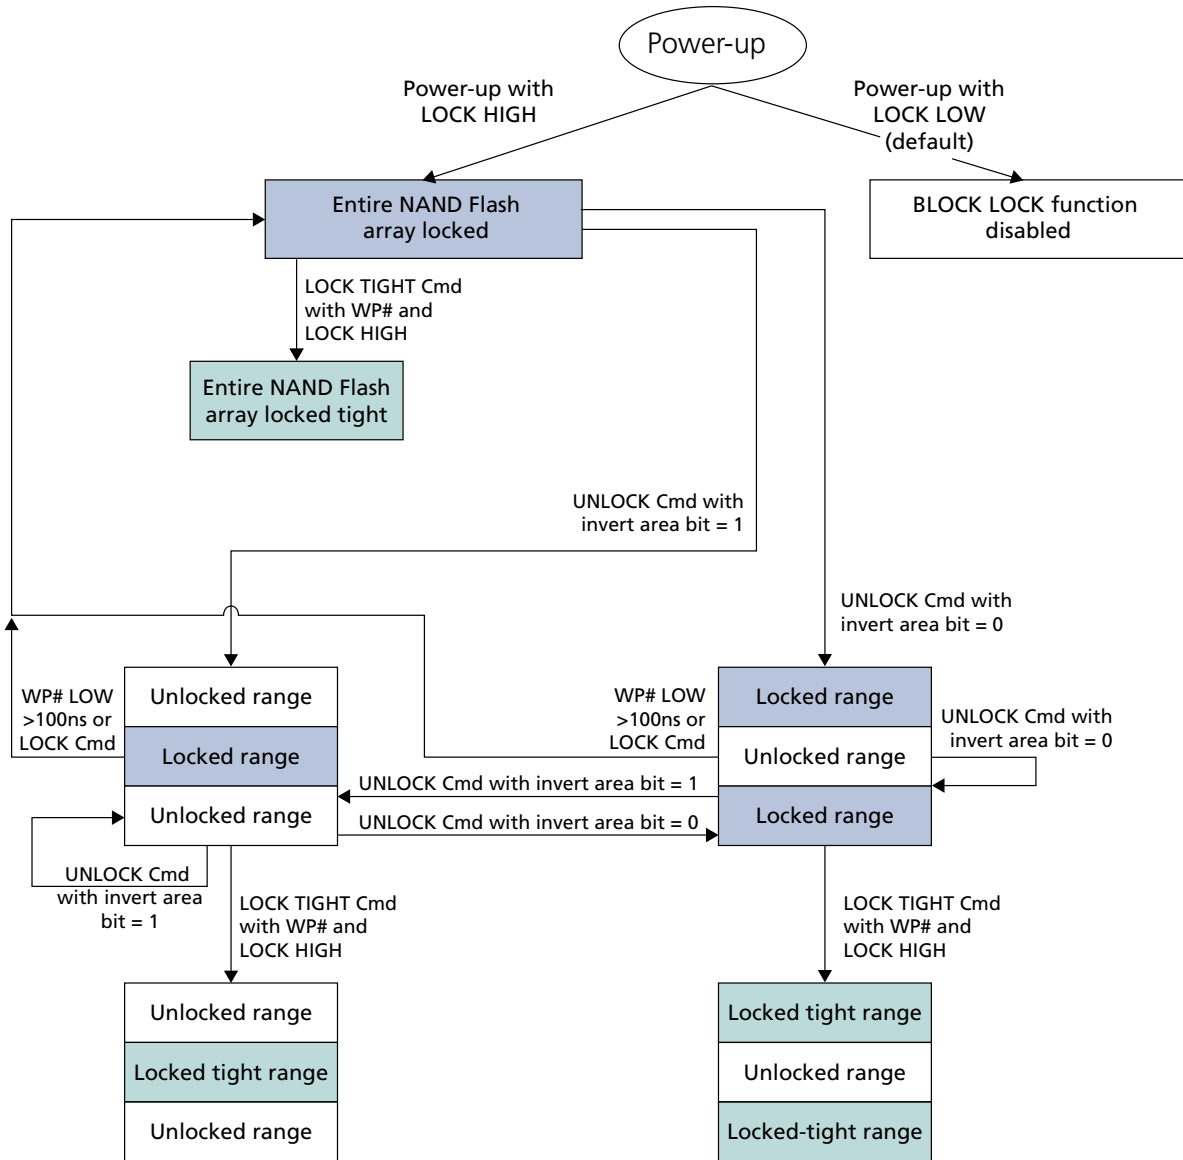 Power-up
Power-up with
LOCK HIGH
Power-up with
LOCK LOW
(default)
Entire NAND Flash
array locked
BLOCK LOCK function
disabled
LOCK TIGHT Cmd
with WP# and
LOCK HIGH
Entire NAND Flash
array locked tight
UNLOCK Cmd with
invert area bit = 1
UNLOCK Cmd with
invert area bit = 0
WP# LOW
>100ns or
LOCK Cmd
Unlocked range
Locked range
Unlocked range
WP# LOW
>100ns or
LOCK Cmd
Locked range
Unlocked range
Locked range
UNLOCK Cmd with
invert area bit = 0
UNLOCK Cmd with invert area bit = 1
UNLOCK Cmd with invert area bit = 0
UNLOCK Cmd
with invert area
bit = 1
LOCK TIGHT Cmd
with WP# and
LOCK HIGH
LOCK TIGHT Cmd
with WP# and
LOCK HIGH
Unlocked range
Locked tight range
Unlocked range
Locked tight range
Unlocked range
Locked-tight range